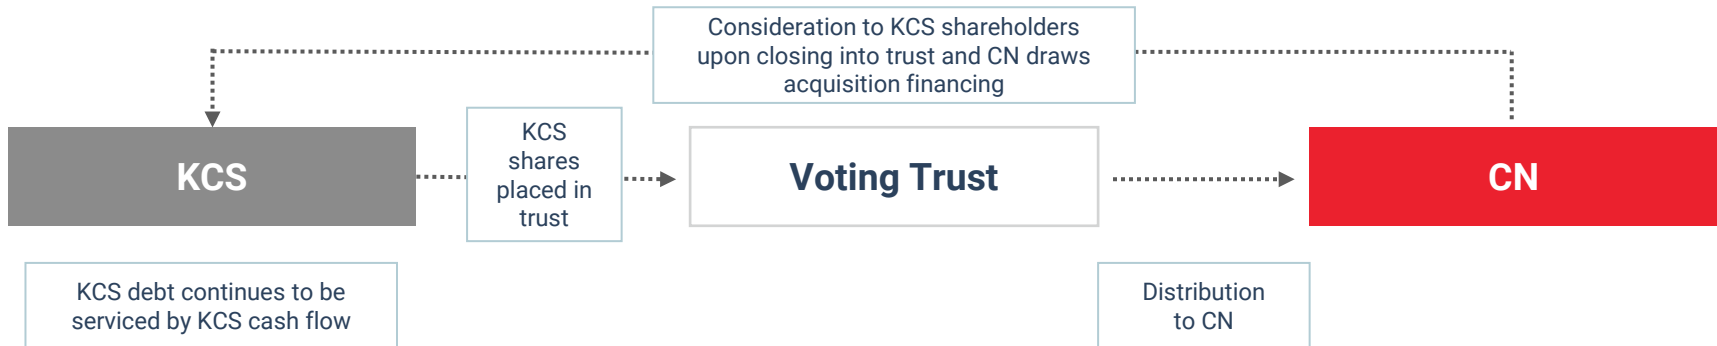 Consideration to KCS shareholders
upon closing into trust and CN draws
acquisition financing
KCS
KCS
shares
placed in
trust
Voting Trust
CN
KCS debt continues to be
serviced by KCS cash flow
Distribution
to CN